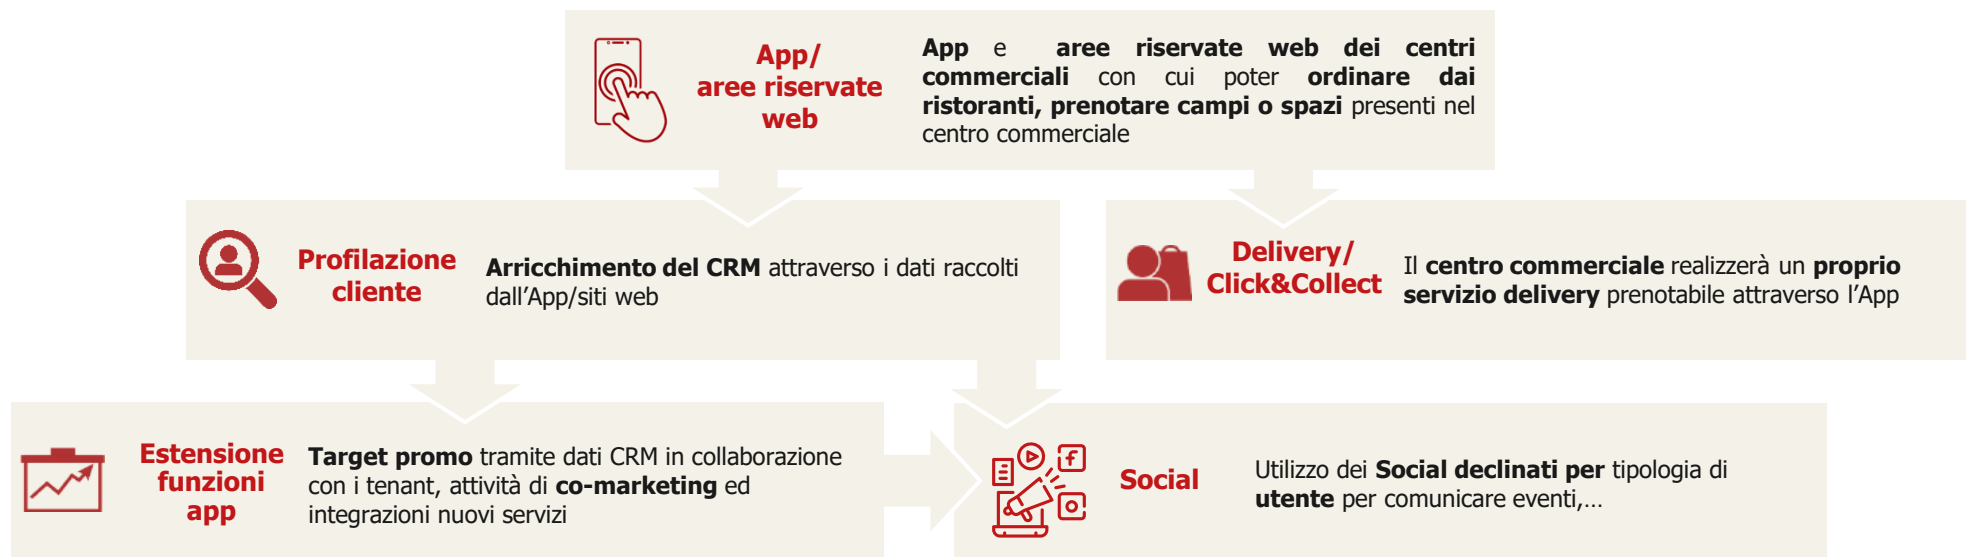 App/
aree riservate
web
App e aree riservate web dei centri
commerciali con cui poter ordinare dai
ristoranti, prenotare campi o spazi presenti nel
centro commerciale
Profilazione
cliente
Arricchimento del CRM attraverso i dati raccolti
dall'App/siti web
Delivery/
Click&Collect
Il centro commerciale realizzerà un proprio
servizio delivery prenotabile attraverso l'App
Estensione
funzioni
app
Target promo tramite dati CRM in collaborazione
con i tenant, attività di co-marketing ed
integrazioni nuovi servizi
Social
Utilizzo dei Social declinati per tipologia di
utente per comunicare eventi,…